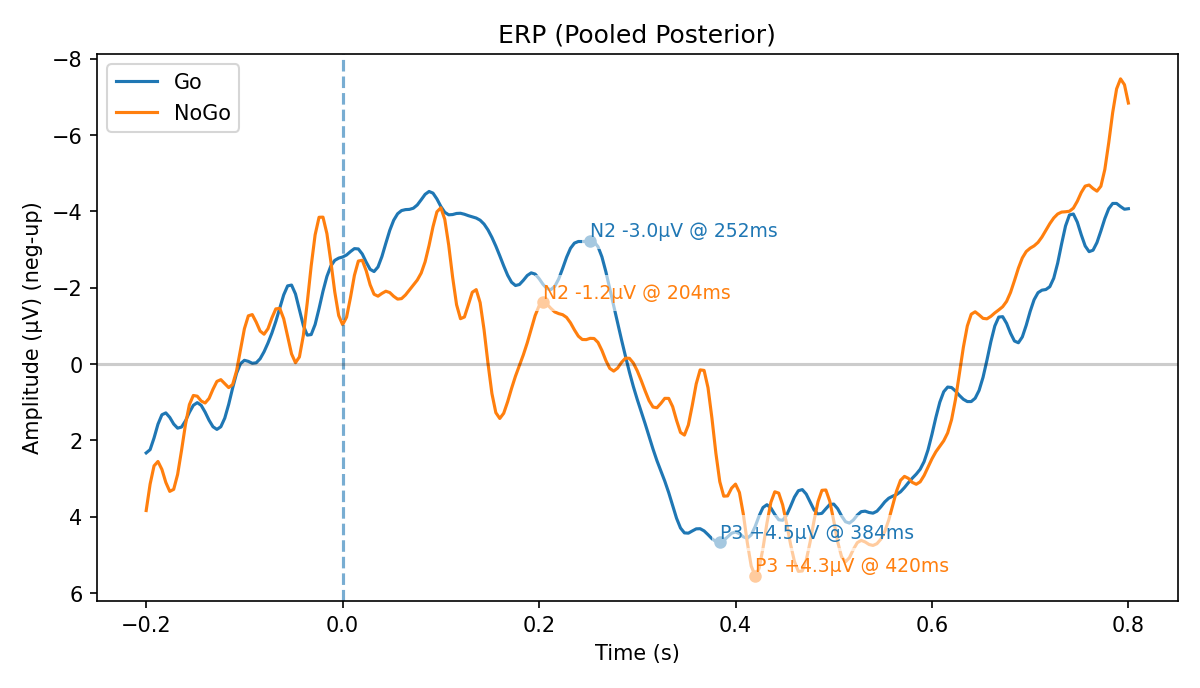 ERP (Pooled Posterior)
Go
NoGo
Amplitude (µV) (neg-up)
−8
−6
−4
−2
0
2
4
6
N2 -3.0µV @ 252ms
N2 -1.2µV @ 204ms
P3 +4.5µV @ 384ms
P3 +4.3µV @ 420ms
−0.2
0.0
0.2
0.4
0.6
0.8
Time (s)